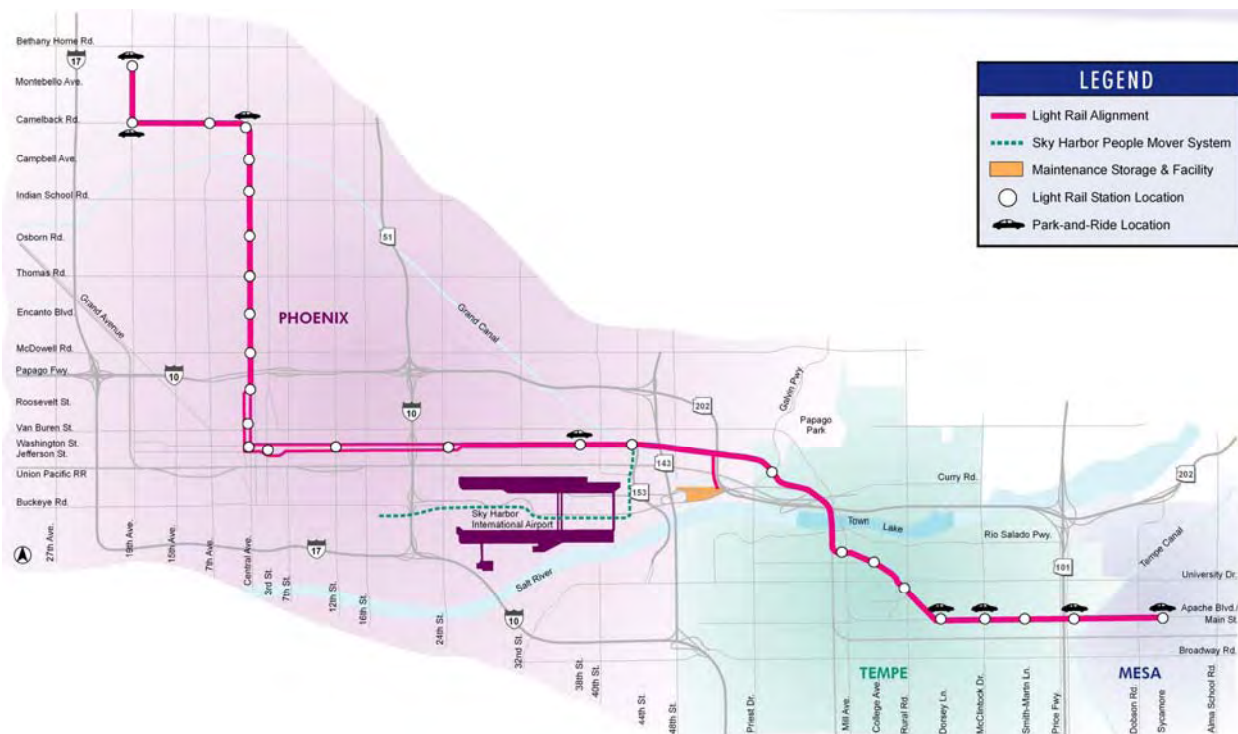 Bethany Home Rd.
17
Montebello Ave.
Camelback Rd.
Campbell Ave.
Indian School Rd.
Osborn Rd.
Thomas Rd.
Encanto Blvd.
McDowell Rd.
Papago Fwy.
Roosevelt St.
Van Buren St.
Washington St.
Jefferson St.
Union Pacific RR
Buckeye Rd.
Grand Avenue
10
PHOENIX
51
Grand Canal
10
202
143
153
Galvin Pwy.
Papago
Park
Curry Rd.
202
Sky Harbor
International Airport
Town
Lake
Rio Salado Pwy.
Tempe Canal
Salt River
17
10
101
University Dr.
Apache Blvd./
Main St.
Broadway Rd.
TEMPE
MESA
27th Ave.
19th Ave.
15th Ave.
7th Ave.
Central Ave.
3rd St.
7th St.
12th St.
16th St.
24th St.
32nd St.
38th St.
40th St.
44th St.
48th St.
Priest Dr.
Mill Ave.
College Ave.
Rural Rd.
Dorsey Ln.
McClintock Dr.
Smith-Martin Ln.
Price Fwy.
Dobson Rd.
Sycamore
Alma School Rd.
LEGEND
Light Rail Alignment
Sky Harbor People Mover System
Maintenance Storage & Facility
Light Rail Station Location
Park-and-Ride Location